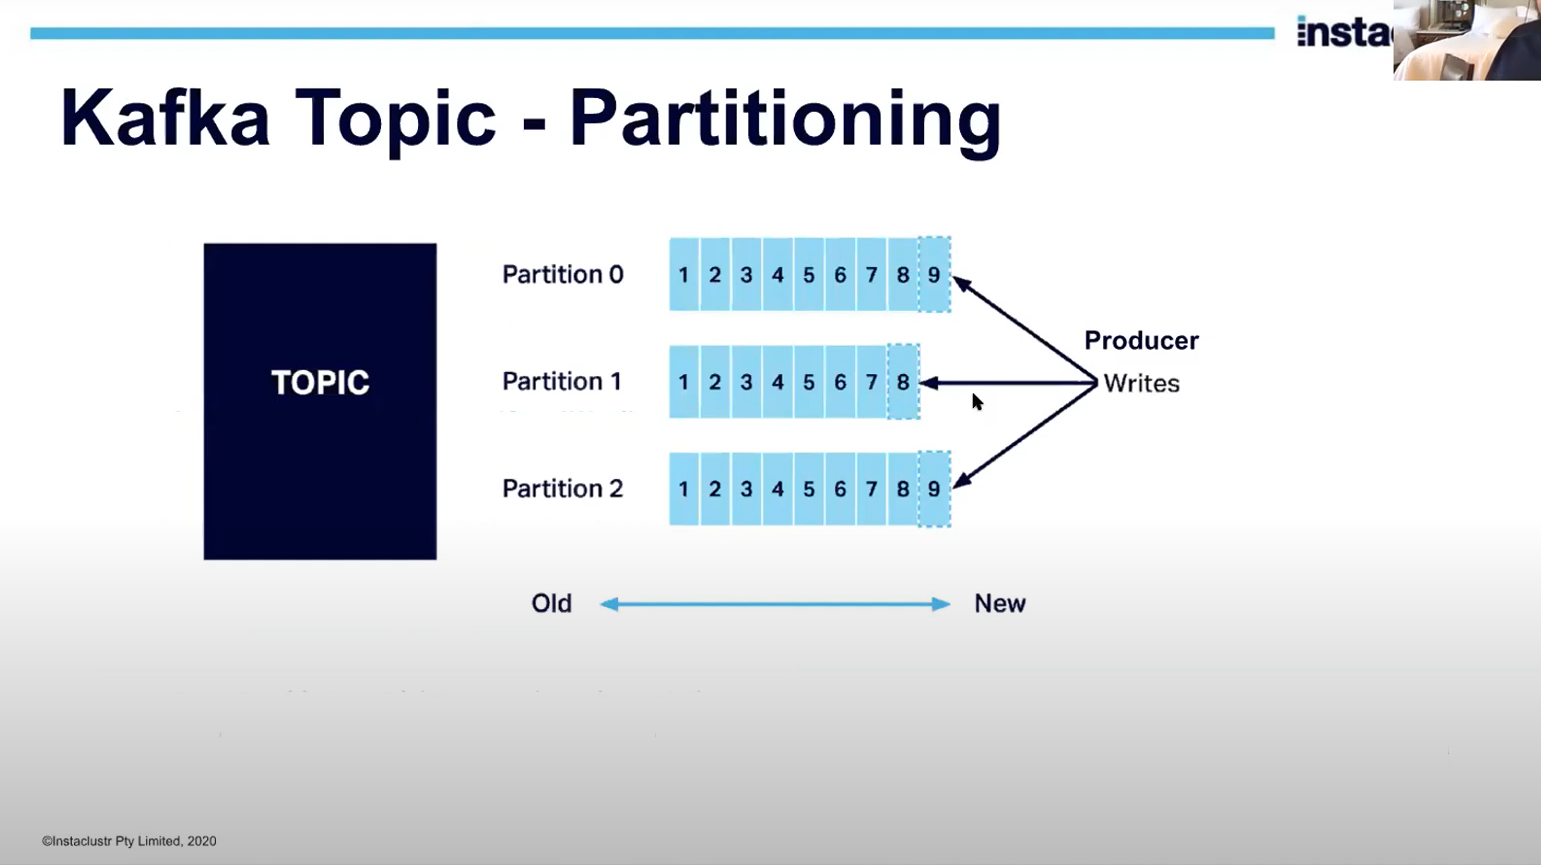 insta
Kafka Topic - Partitioning
TOPIC
Partition 0
1 2 3 4 5 6 7 8 9
Partition 1
1 2 3 4 5 6 7 8
Partition 2
1 2 3 4 5 6 7 8 9
Producer
Writes
Old
New
©Instaclustr Pty Limited, 2020